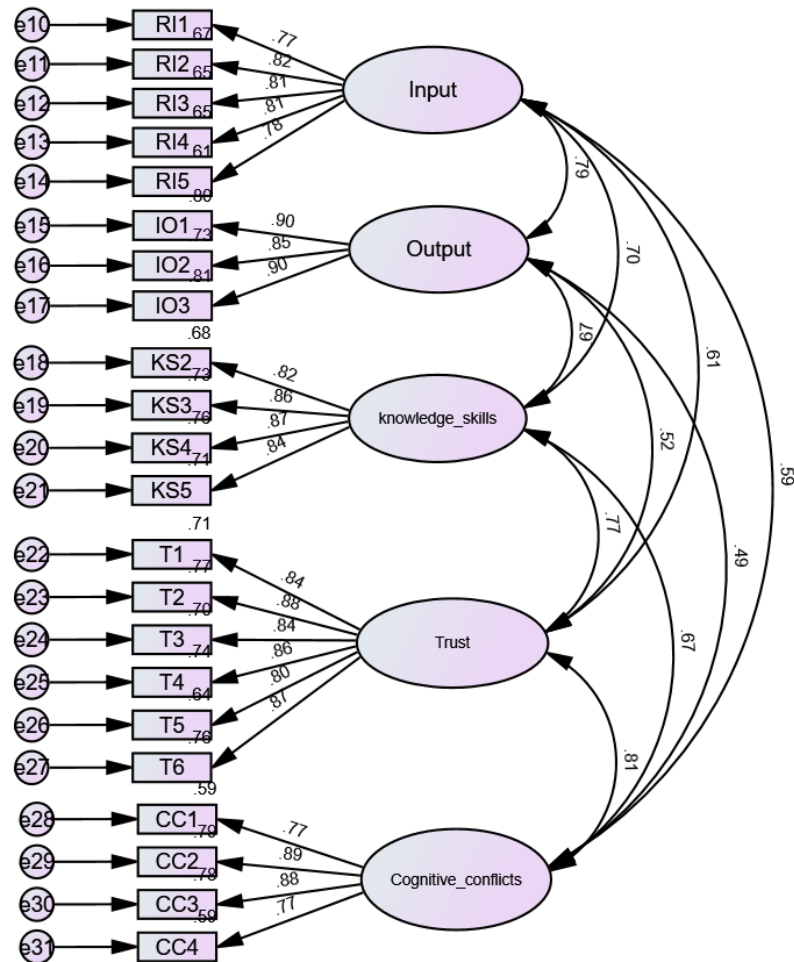 e10 RI1 .77
.67
e11 RI2 .82
.65
e12 RI3 .81 Input
.65
e13 RI4 .81
.61
e14 RI5 .78
.79
.80
e15 IO1 .90
.73
e16 IO2 .85 Output
.81
e17 IO3 .90
.70
.68
e18 KS2 .82
.73
e19 KS3 .86 knowledge_skills
.76
e20 KS4 .87
.71
e21 KS5 .84
.61
.52
.59
.71
.77
.49
e22 T1 .84
.77
e23 T2 .88
.70
e24 T3 .84 Trust
.74
e25 T4 .86
.64
e26 T5 .80
.76
e27 T6 .87
.67
.81
.59
e28 CC1 .77
.79
e29 CC2 .89 Cognitive_conflicts
.78
e30 CC3 .88
.59
e31 CC4 .77